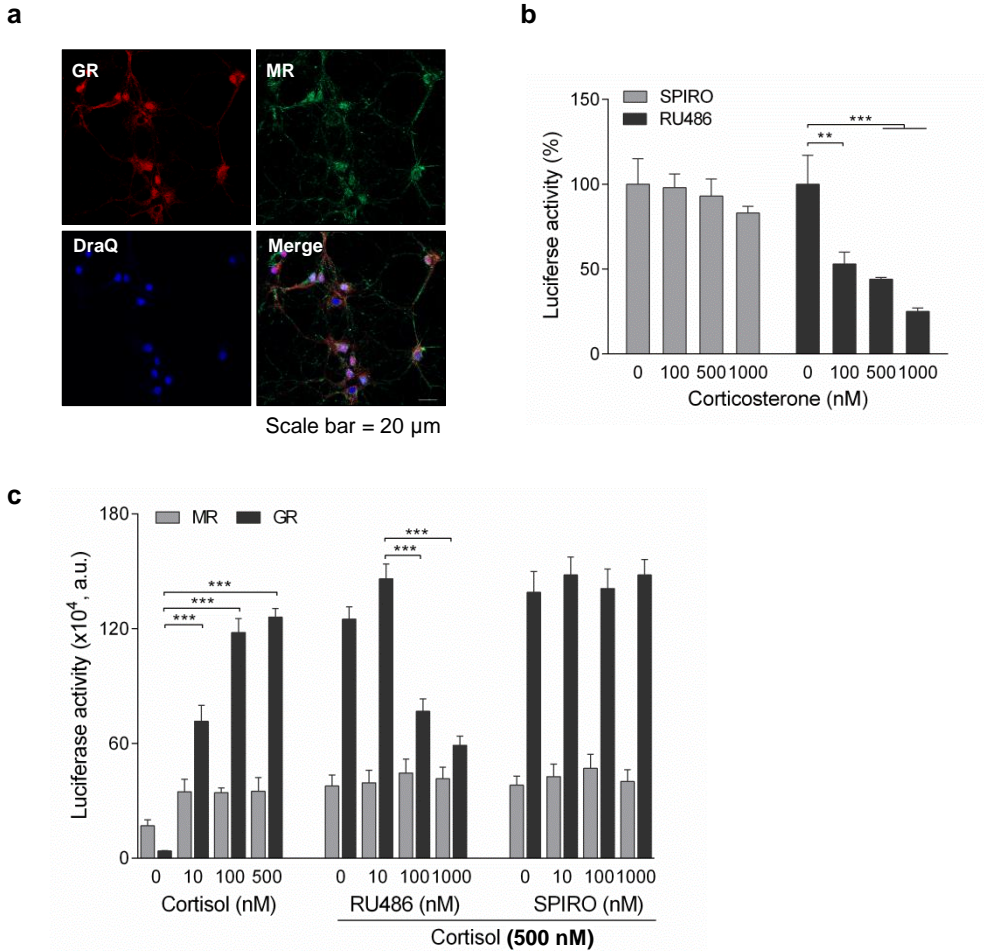 a
GR
MR
DraQ
Merge
Scale bar = 20 µm
b
SPIRO
RU486
Luciferse activity (%)
150
100
50
0
**
***
0 100 500 1000 0 100 500 1000
Corticosterone (nM)
c
MR GR
Luciferase activity (x10⁴, a.u.)
180
120
60
0
***
***
***
***
***
0 10 100 500 0 10 100 1000 0 10 100 1000
Cortisol (nM) RU486 (nM) SPIRO (nM)
Cortisol (500 nM)